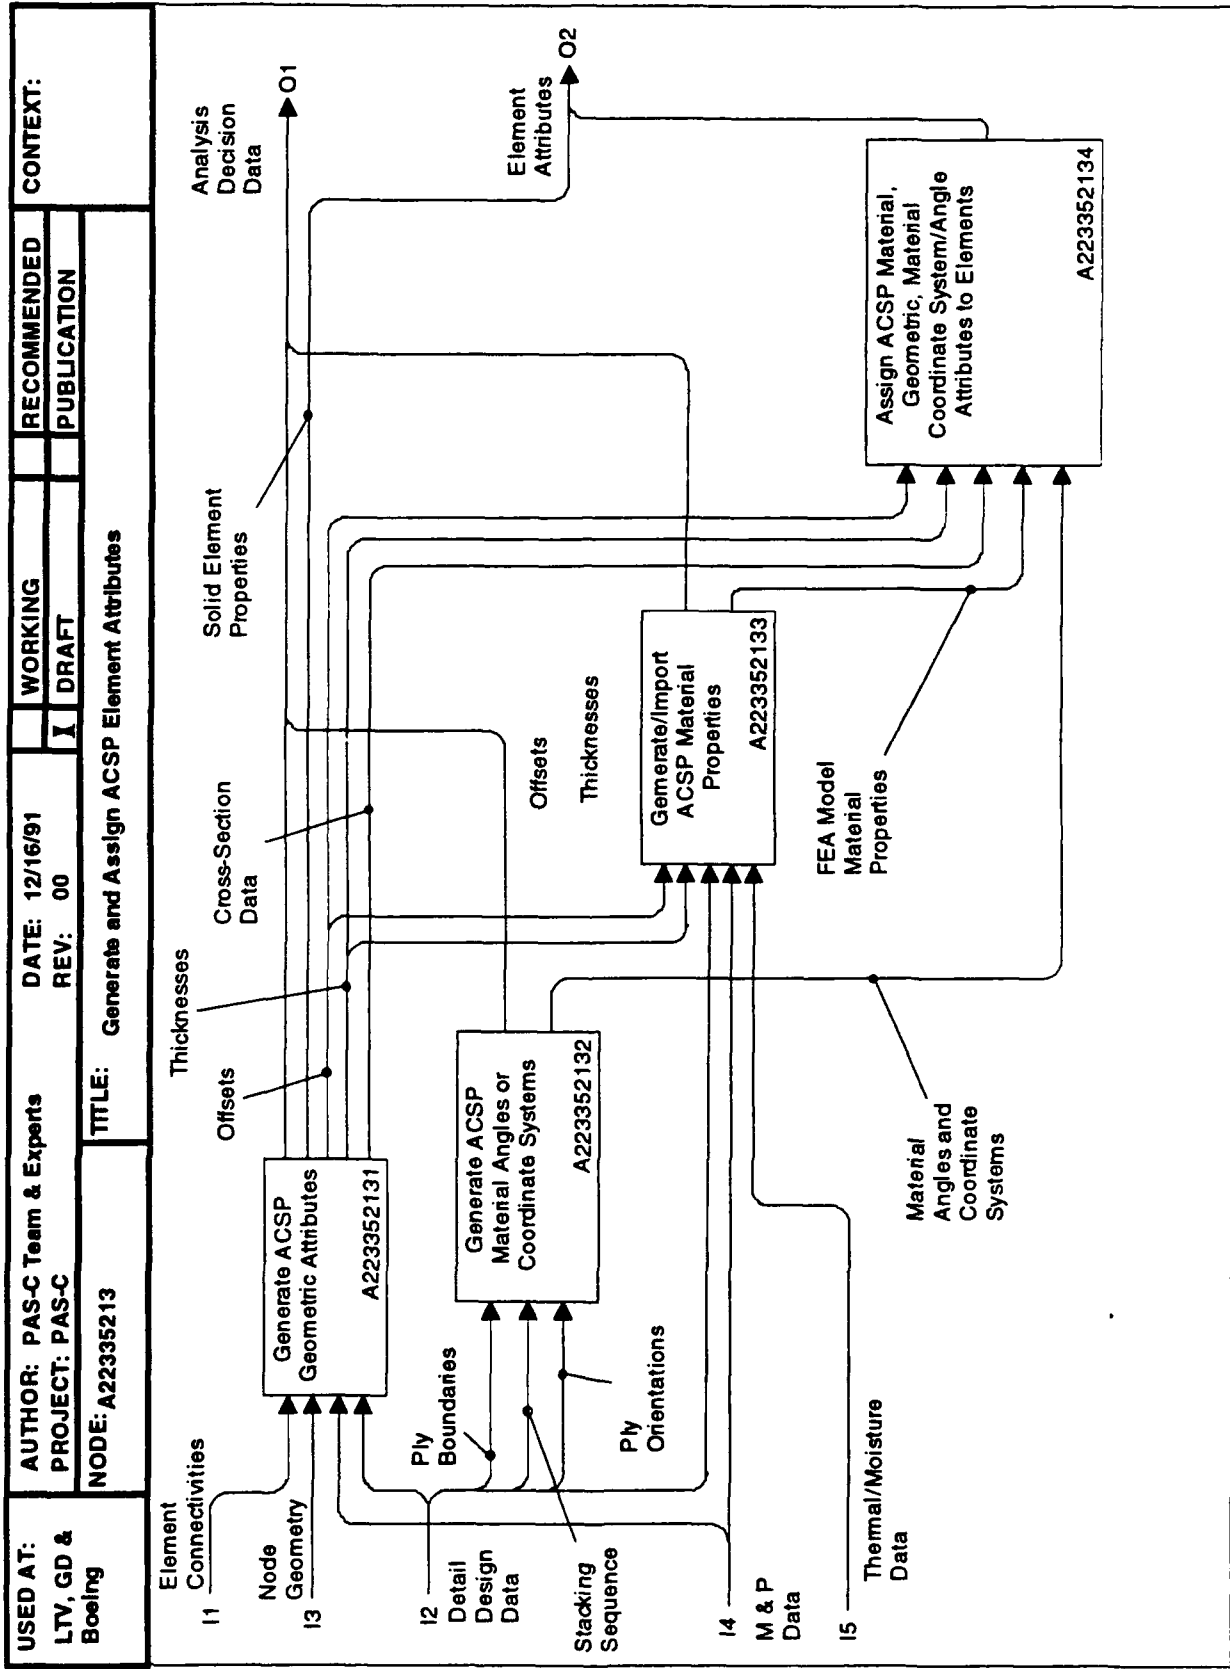 USED AT:
LTV, GD &
Boeing
AUTHOR: PAS-C Team & Experts
PROJECT: PAS-C
DATE: 12/16/91
REV: 00
WORKING
X DRAFT
RECOMMENDED
PUBLICATION
CONTEXT:
NODE: A22335213
TITLE: Generate and Assign ACSP Element Attributes
Element
Connectivities
I1
Node
Geometry
I3
I2
Detail
Design
Data
Stacking
Sequence
I4
M & P
Data
I5
Thermal/Moisture
Data
Ply
Boundaries
Ply
Orientations
Generate ACSP
Geometric Attributes
A223352131
Generate ACSP
Material Angles or
Coordinate Systems
A223352132
Offsets
Thicknesses
Cross-Section
Data
Solid Element
Properties
Offsets
Thicknesses
Gemerate/Import
ACSP Material
Properties
A223352133
FEA Model
Material
Properties
Material
Angles and
Coordinate
Systems
Assign ACSP Material,
Geometric, Material
Coordinate System/Angle
Attributes to Elements
A223352134
Analysis
Decision
Data
O1
Element
Attributes
O2